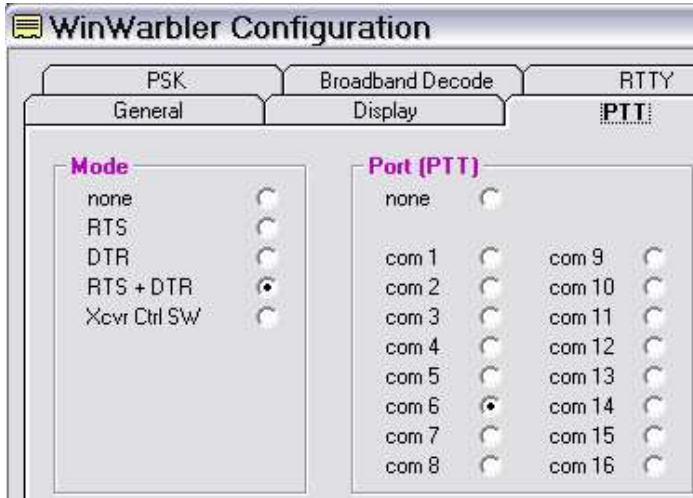 WinWarbler Configuration
PSK Broadband Decode RTTY
General Display PTT
Mode
none
RTS
DTR
RTS + DTR
Xcvr Ctrl SW
Port (PTT)
none
com 1 com 9
com 2 com 10
com 3 com 11
com 4 com 12
com 5 com 13
com 6 com 14
com 7 com 15
com 8 com 16